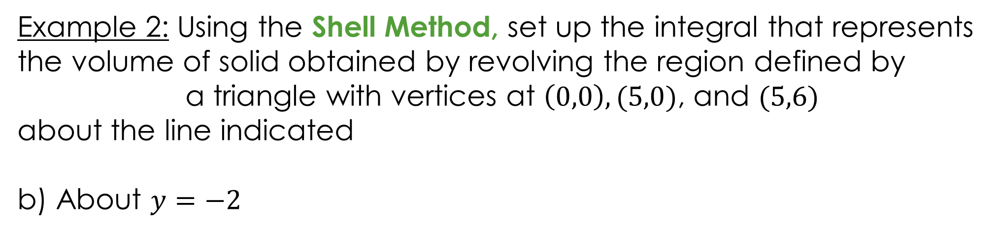 Example 2: Using the Shell Method, set up the integral that represents
the volume of solid obtained by revolving the region defined by
a triangle with vertices at (0,0), (5,0), and (5,6)
about the line indicated
b) About y = −2